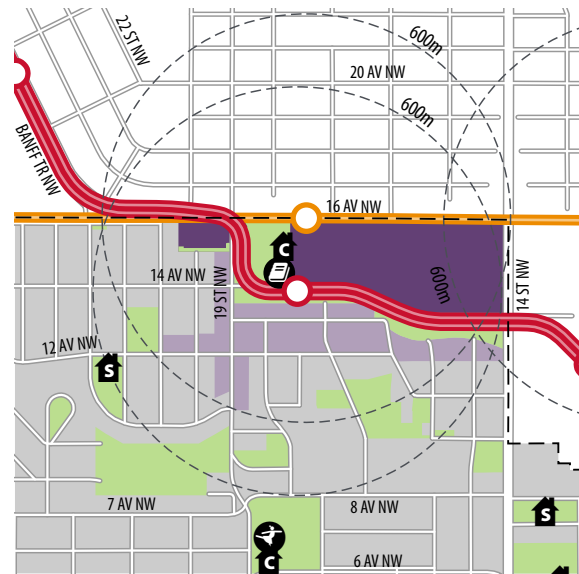 22 ST NW
600m
20 AV NW
600m
BANFF TR NW
16 AV NW
C
14 AV NW
19 ST NW
600m
14 ST NW
12 AV NW
S
7 AV NW
8 AV NW
S
C
6 AV NW